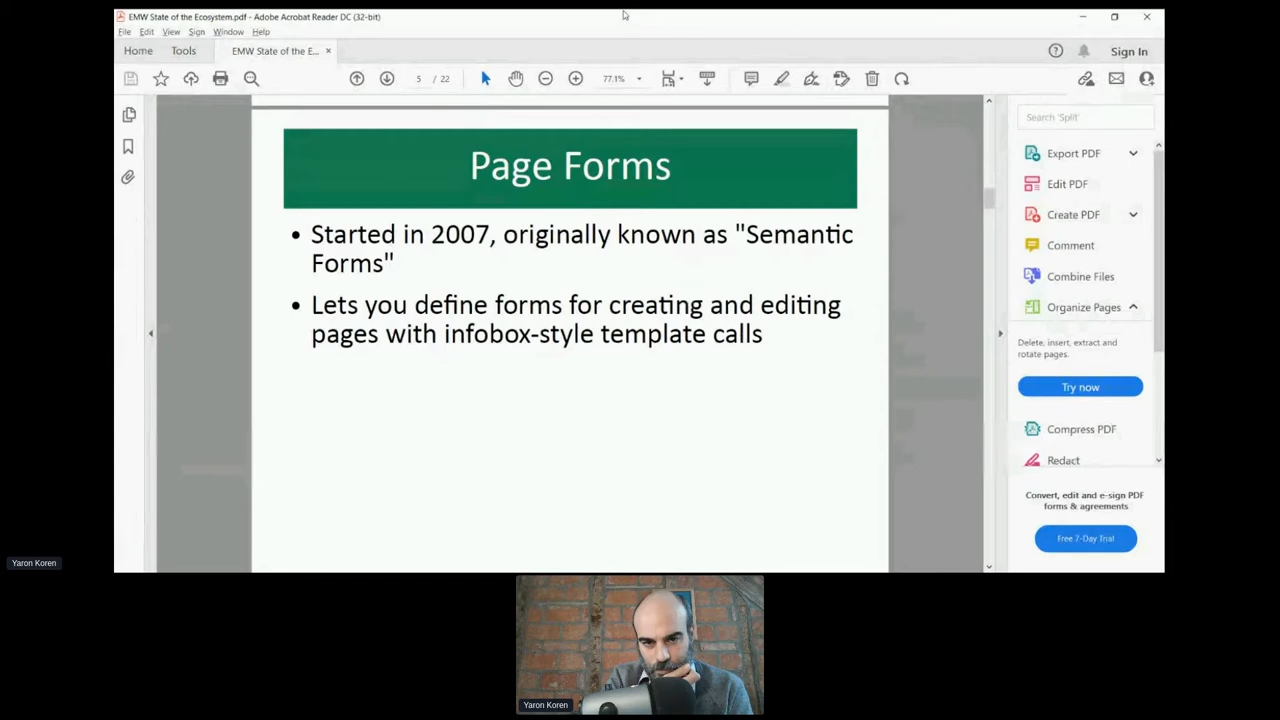 EMW State of the Ecosystem.pdf - Adobe Acrobat Reader DC (32-bit)
File Edit View Sign Window Help
Home Tools EMW State of the E... × Sign In
5 / 22 77.1%
Page Forms
• Started in 2007, originally known as "Semantic
Forms"
• Lets you define forms for creating and editing
pages with infobox-style template calls
Search 'Split'
Export PDF
Edit PDF
Create PDF
Comment
Combine Files
Organize Pages
Delete, insert, extract and
rotate pages.
Try now
Compress PDF
Redact
Convert, edit and e-sign PDF
forms & agreements
Free 7-Day Trial
Yaron Koren
Yaron Koren